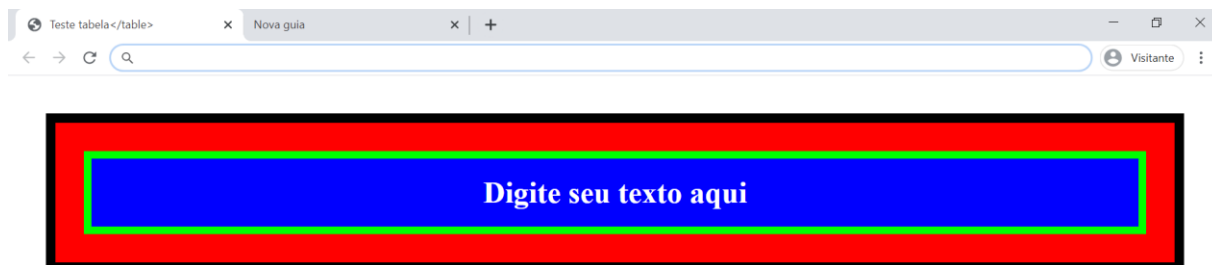 Teste tabela</table>
Nova guia
Visitante
Digite seu texto aqui